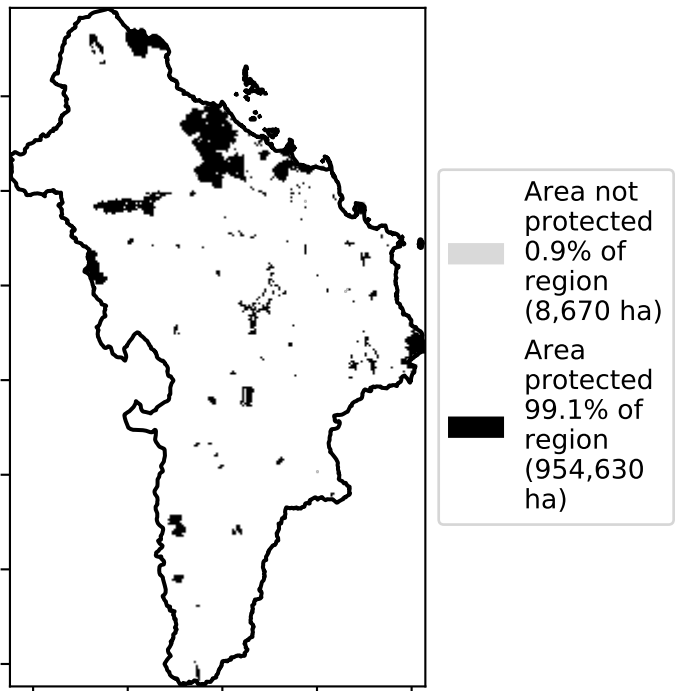 Area not
protected
0.9% of
region
(8,670 ha)
Area
protected
99.1% of
region
(954,630
ha)